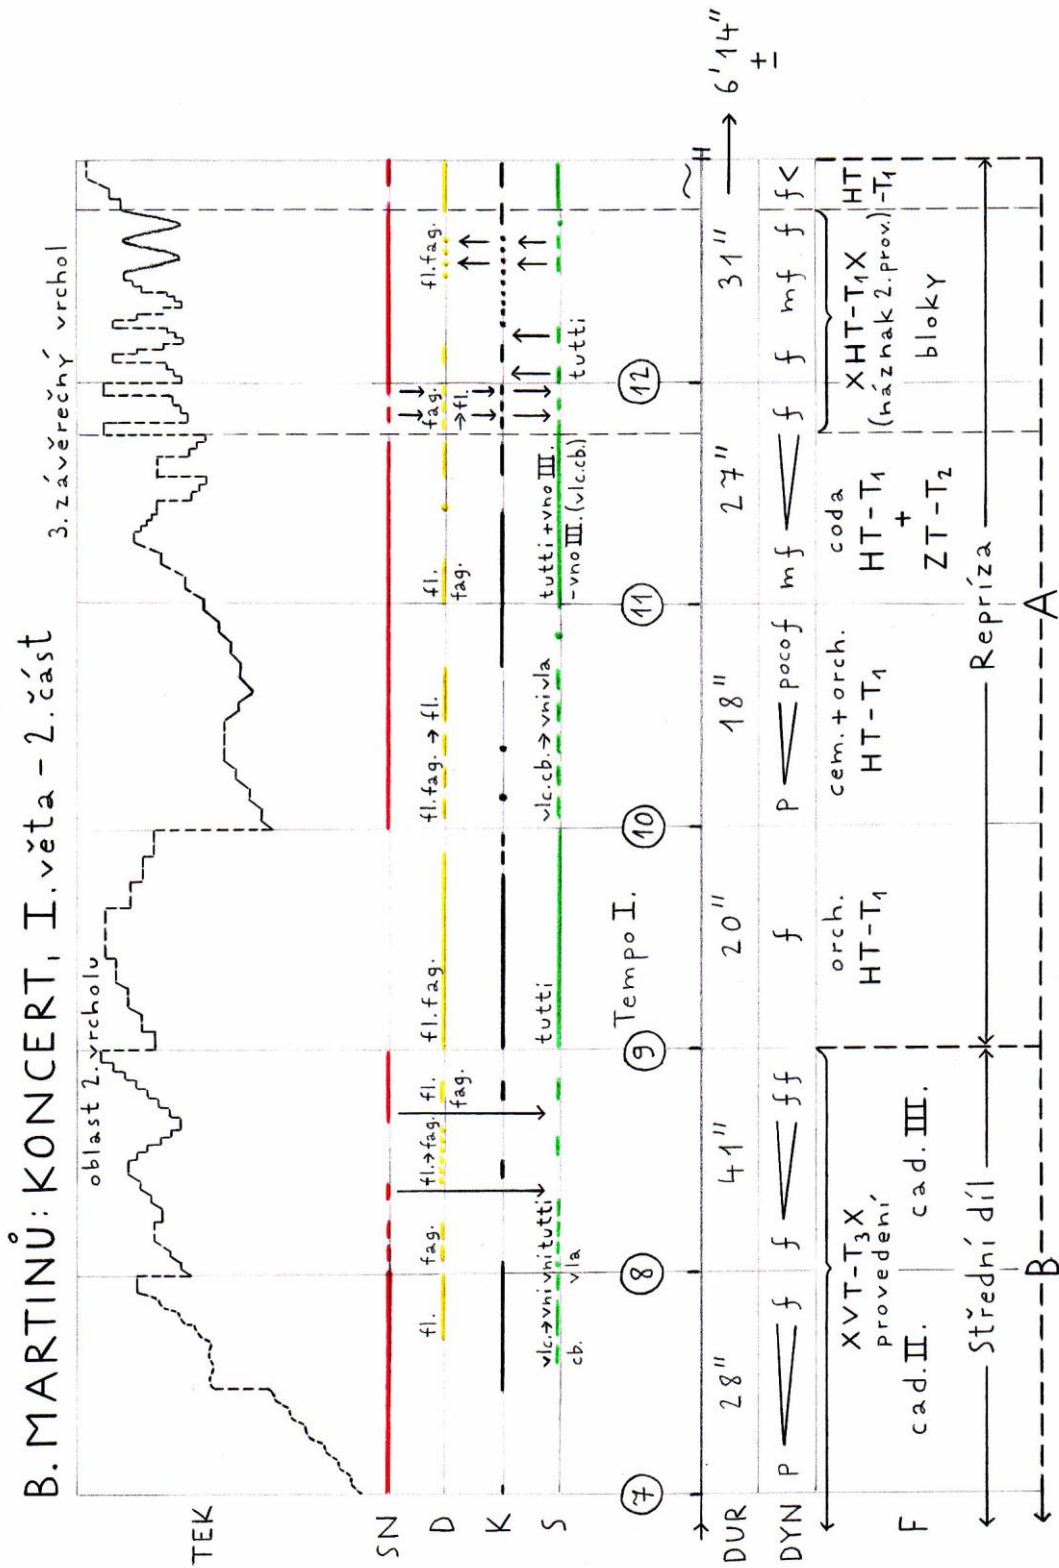 B. MARTINŮ: KONCERT, I. věta – 2. část
oblast 2. vrcholu
3. závěrečný vrchol
TEK
SN
D fl. fag. fl.→fag. fl. fag. fl. fag. fl. fag. → fl. fl. fag. fag. →fl. fl. fag.
K
S vlc.→vni vni tutti
cb. vla
tutti
vlc. cb. → vni vla
tutti + vno III.
-vno III. (vlc. cb.)
tutti
Tempo I.
7 8 9 10 11 12
DUR 28" 41" 20" 18" 27" 31" → 6'14"
±
DYN p f f ff f p poco f mf f f mf f f<
F XVT-T3X
provedení
cad. II. cad. III.
orch.
HT-T1
cem. + orch.
HT-T1
coda
HT-T1
+
ZT-T2
XHT-T1X
(háznak 2. prov.)
bloky
HT
-T1
Střední díl Repríza
B A